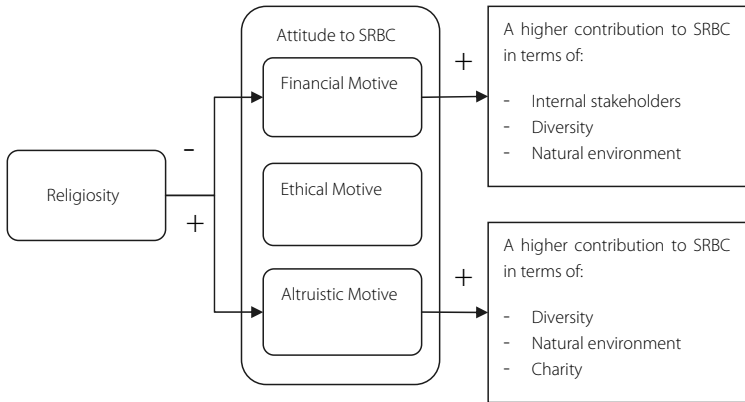 Attitude to SRBC
Financial Motive
Ethical Motive
Altruistic Motive
Religiosity
-
+
+
A higher contribution to SRBC
in terms of:
- Internal stakeholders
- Diversity
- Natural environment
+
A higher contribution to SRBC
in terms of:
- Diversity
- Natural environment
- Charity